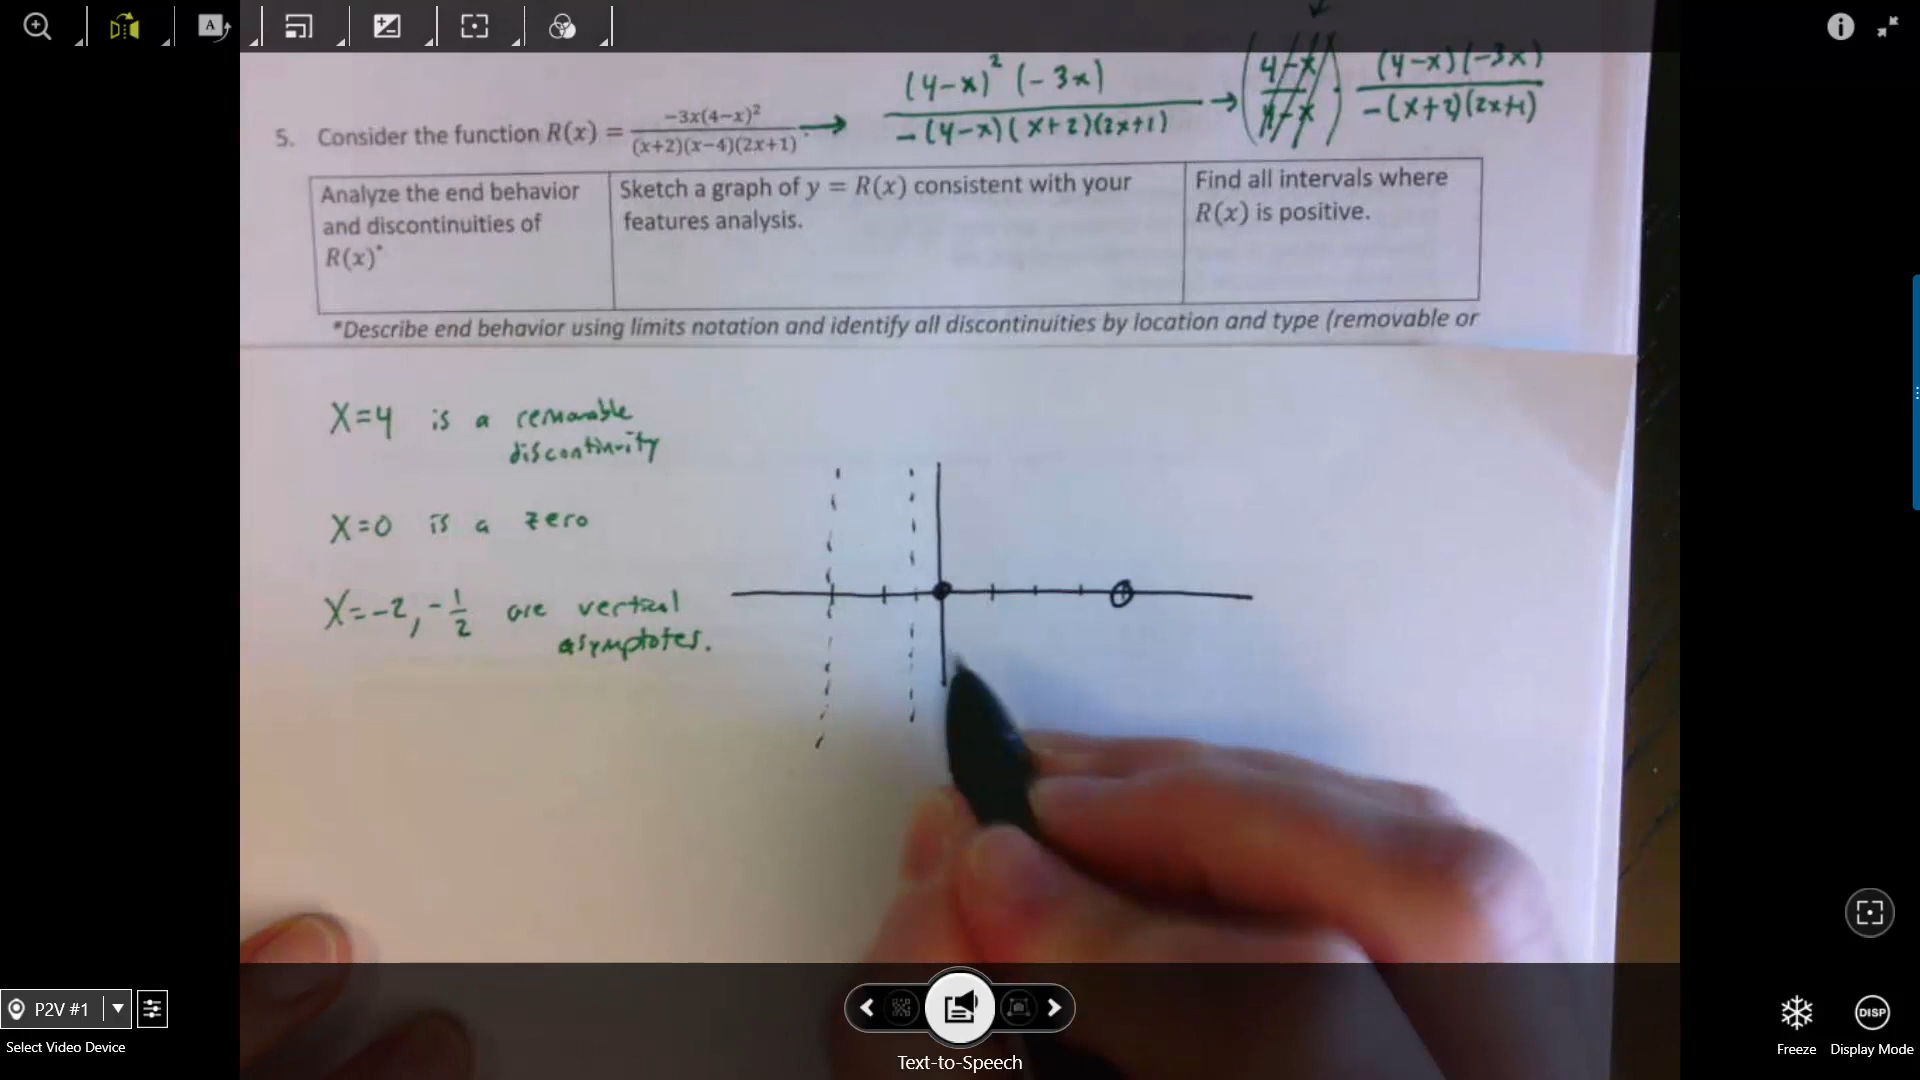 (4-x)² (-3x)
-(4-x)(x+2)(2x+1)
(4-x/4-x) · (4-x)(-3x)
-(x+2)(2x+1)
5. Consider the function R(x) = -3x(4-x)²/(x+2)(x-4)(2x+1).
Analyze the end behavior
and discontinuities of
R(x)*
Sketch a graph of y = R(x) consistent with your
features analysis.
Find all intervals where
R(x) is positive.
*Describe end behavior using limits notation and identify all discontinuities by location and type (removable or
X=4 is a removable
discontinuity
X=0 is a zero
X=-2, -1/2 are vertical
asymptotes.
P2V #1
Select Video Device
Text-to-Speech
Freeze
DISP
Display Mode